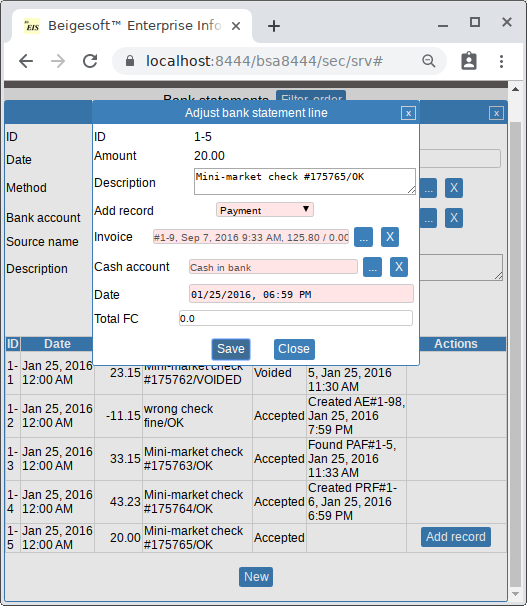 EIS
Beigesoft™ Enterprise Info
localhost:8444/bsa8444/sec/srv#
Bank statements Filter-order
Adjust bank statement line x
x
ID
Date
Method ... X
Bank account ... X
Source name
Description
ID 1-5
Amount 20.00
Description Mini-market check #175765/OK
Add record Payment
Invoice #1-9, Sep 7, 2016 9:33 AM, 125.80 / 0.00 ... X
Cash account Cash in bank ... X
Date 01/25/2016, 06:59 PM
Total FC 0.0
Save Close
ID Date Actions
1-1 Jan 25, 2016 12:00 AM 23.15 Mini-market check #175762/VOIDED Voided 5, Jan 25, 2016 11:30 AM
1-2 Jan 25, 2016 12:00 AM -11.15 wrong check fine/OK Accepted Created AE#1-98, Jan 25, 2016 7:59 PM
1-3 Jan 25, 2016 12:00 AM 33.15 Mini-market check #175763/OK Accepted Found PAF#1-5, Jan 25, 2016 11:33 AM
1-4 Jan 25, 2016 12:00 AM 43.23 Mini-market check #175764/OK Accepted Created PRF#1-6, Jan 25, 2016 6:59 PM
1-5 Jan 25, 2016 12:00 AM 20.00 Mini-market check #175765/OK Accepted Add record
New